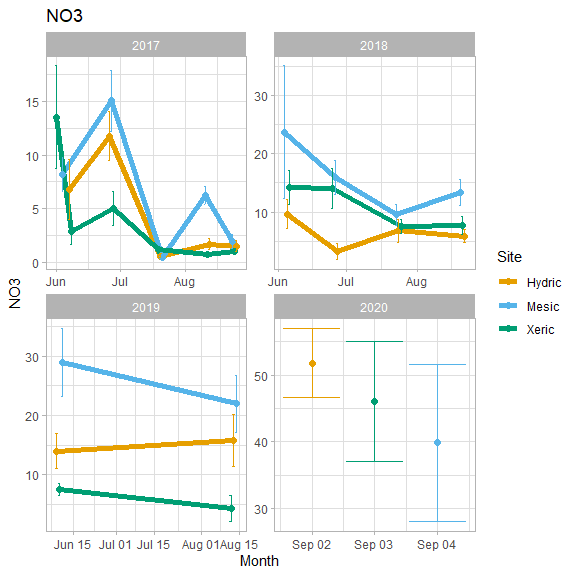 NO3
2017 2018
15
10
5
0
30
20
10
Jun Jul Aug Jun Jul Aug
Site
Hydric
Mesic
Xeric
NO3
2019 2020
30
20
10
50
40
30
Jun 15 Jul 01 Jul 15 Aug 01 Aug 15 Sep 02 Sep 03 Sep 04
Month